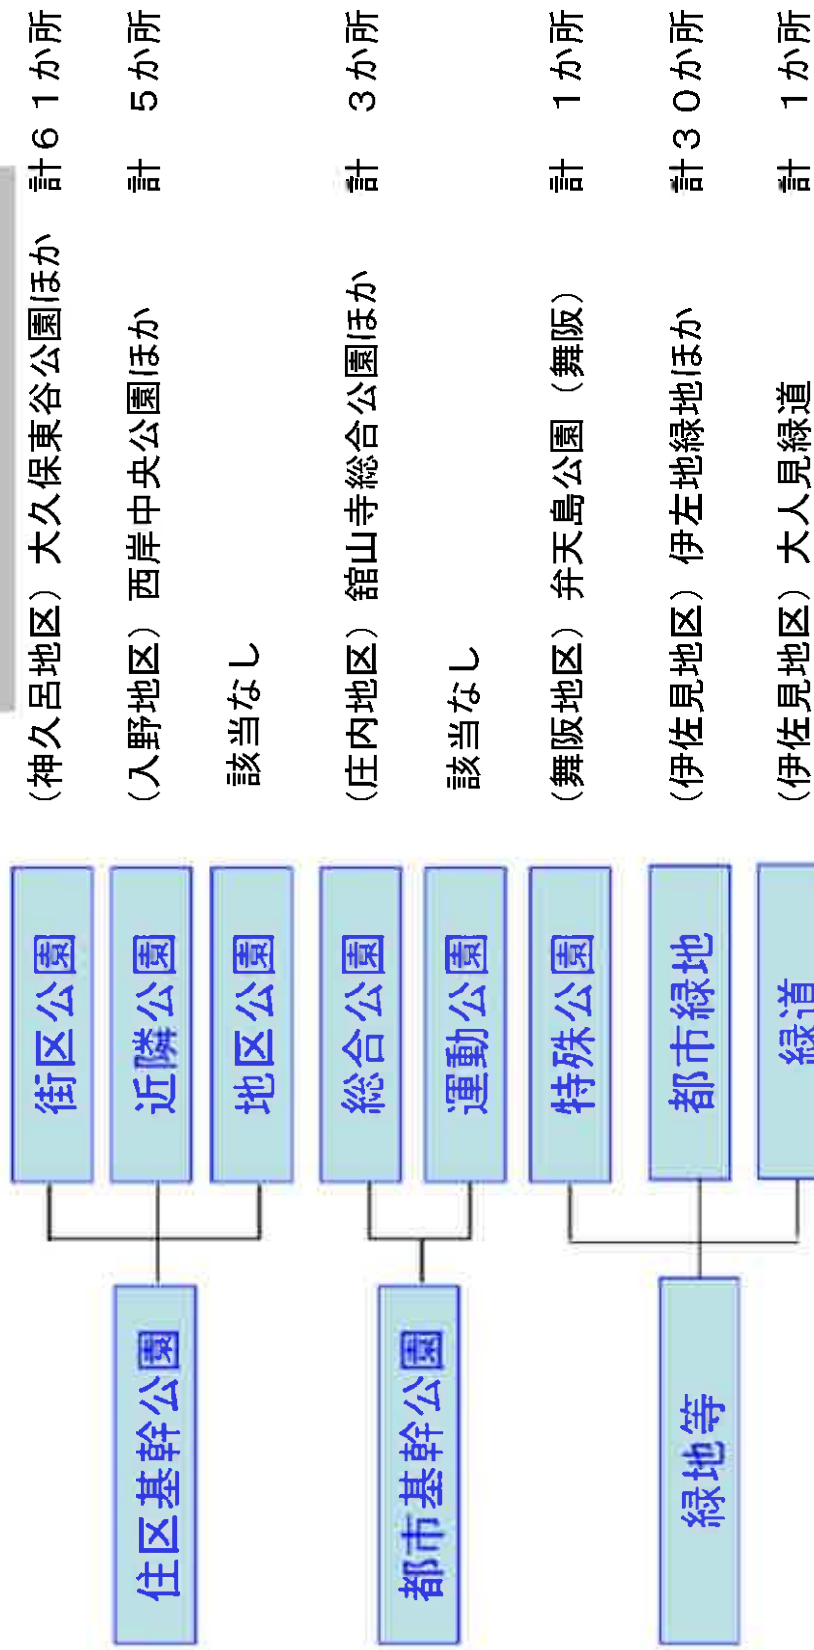 住区基幹公園
街区公園 （神久呂地区）大久保東谷公園ほか 計６１か所
近隣公園 （入野地区）西岸中央公園ほか 計 ５か所
地区公園 該当なし
都市基幹公園
総合公園 （庄内地区）舘山寺総合公園ほか 計 ３か所
運動公園 該当なし
緑地等
特殊公園 （舞阪地区）弁天島公園（舞阪） 計 １か所
都市緑地 （伊佐見地区）伊左地緑地ほか 計３０か所
緑道 （伊佐見地区）大人見緑道 計 １か所